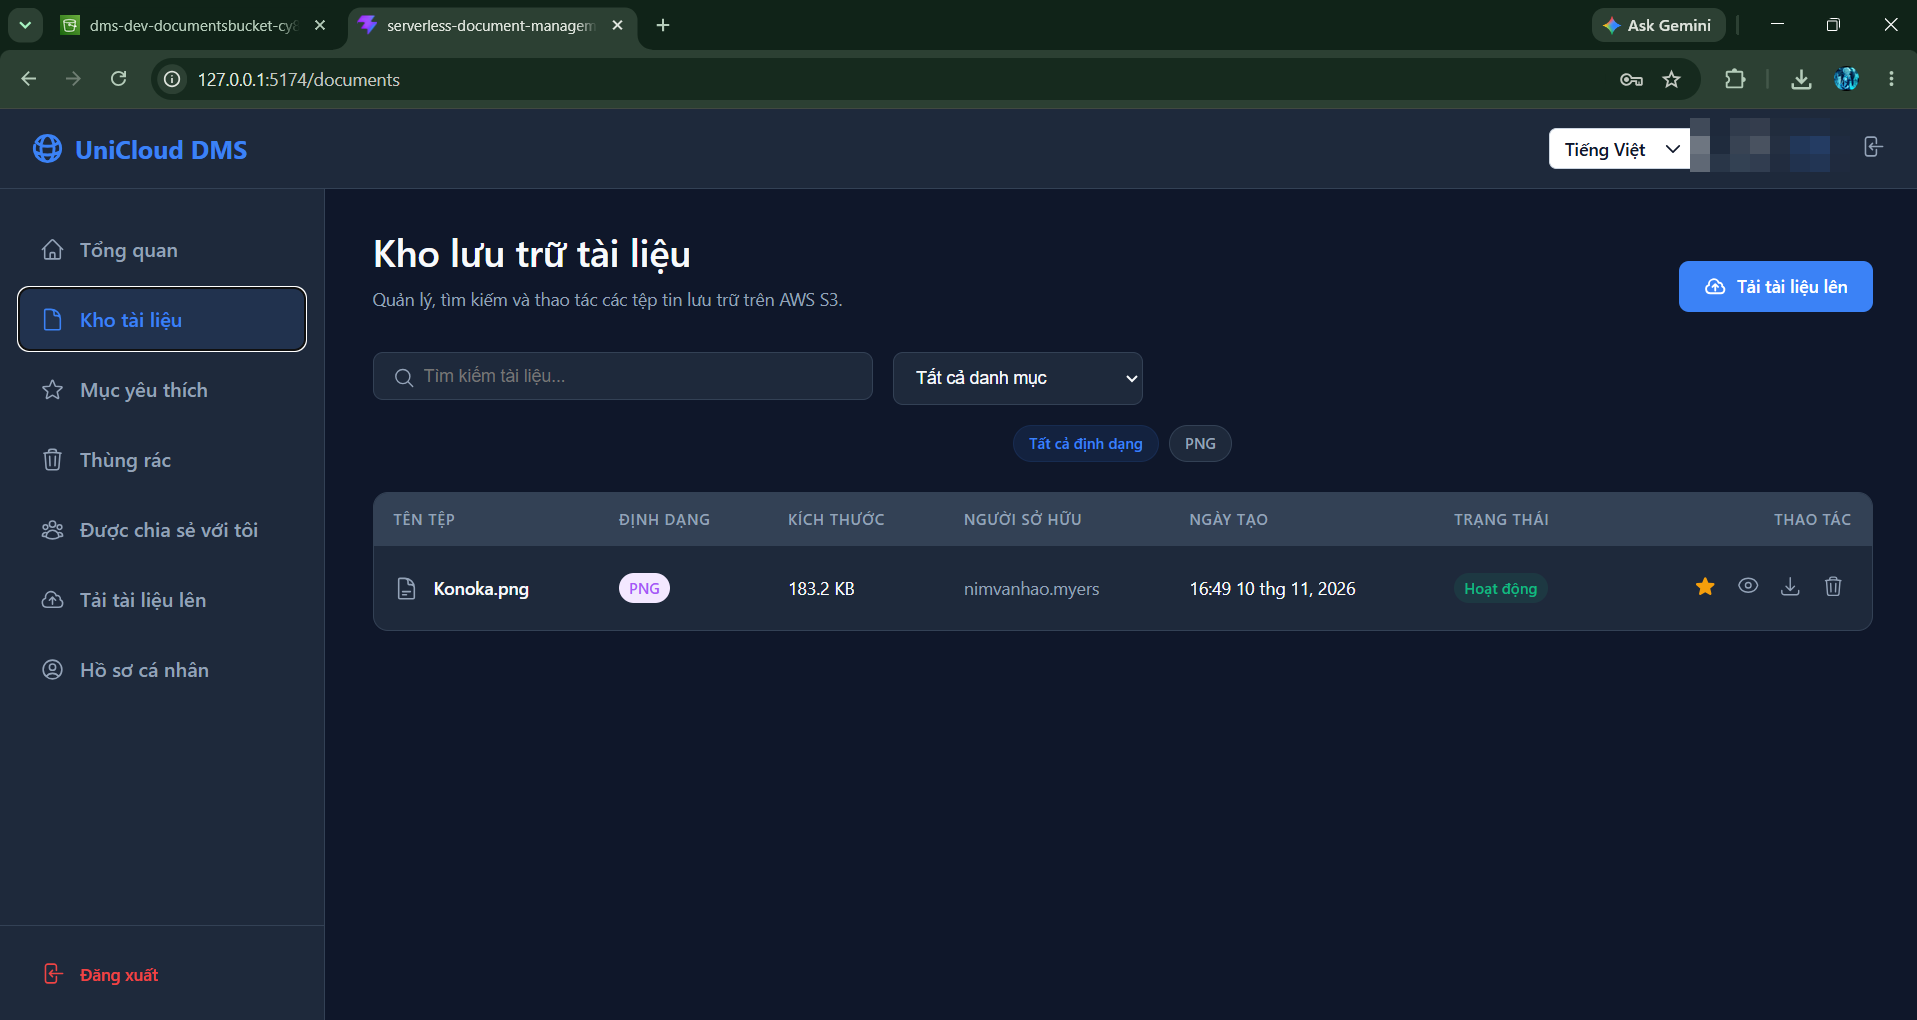 dms-dev-documentsbucket-cy8
serverless-document-managem
Ask Gemini
127.0.0.1:5174/documents
UniCloud DMS
Tiếng Việt
Tổng quan
Kho tài liệu
Mục yêu thích
Thùng rác
Được chia sẻ với tôi
Tải tài liệu lên
Hồ sơ cá nhân
Đăng xuất
Kho lưu trữ tài liệu
Quản lý, tìm kiếm và thao tác các tệp tin lưu trữ trên AWS S3.
Tải tài liệu lên
Tìm kiếm tài liệu...
Tất cả danh mục
Tất cả định dạng
PNG
TÊN TỆP ĐỊNH DẠNG KÍCH THƯỚC NGƯỜI SỞ HỮU NGÀY TẠO TRẠNG THÁI THAO TÁC
Konoka.png PNG 183.2 KB nimvanhao.myers 16:49 10 thg 11, 2026 Hoạt động